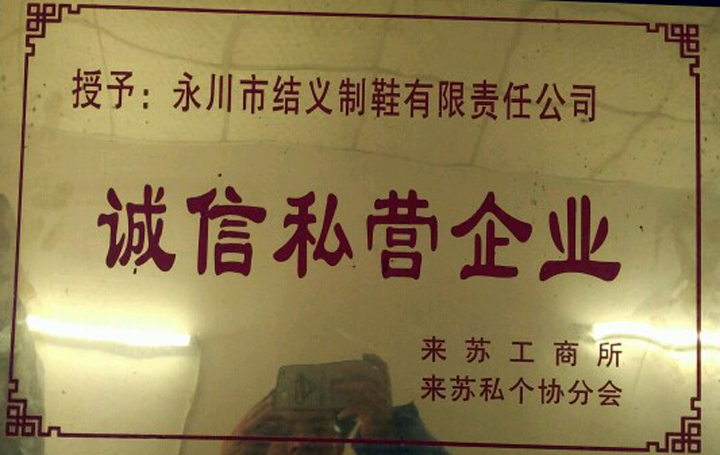 授予：永川市结义制鞋有限责任公司
诚信私营企业
来苏工商所
来苏私个协分会